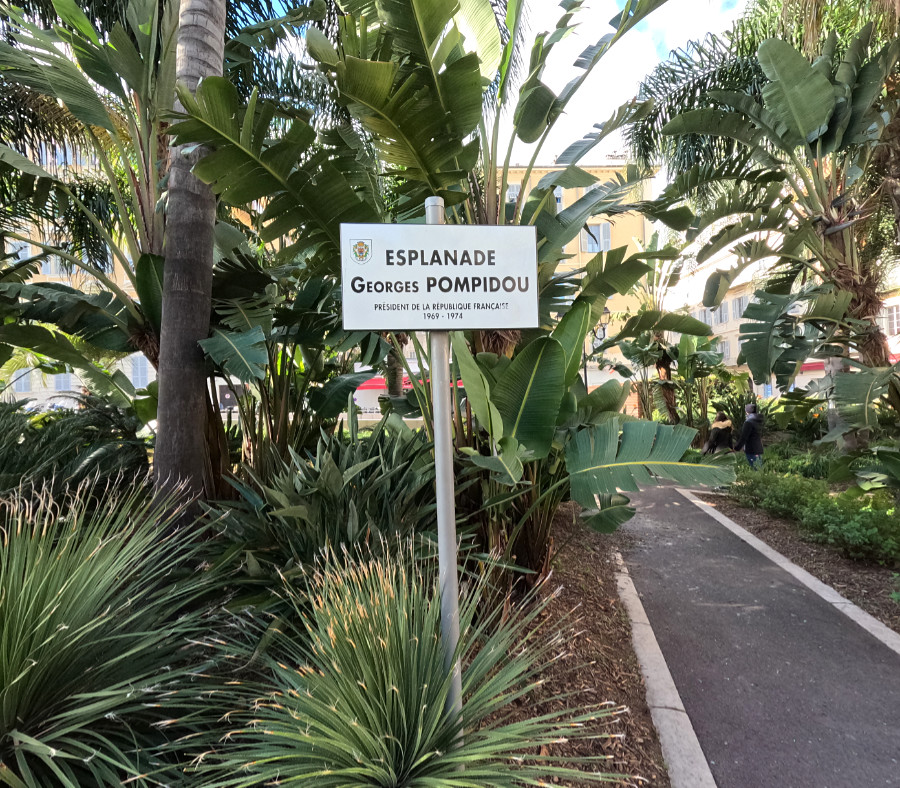 ESPLANADE
GEORGES POMPIDOU
PRÉSIDENT DE LA RÉPUBLIQUE FRANÇAISE
1969 - 1974